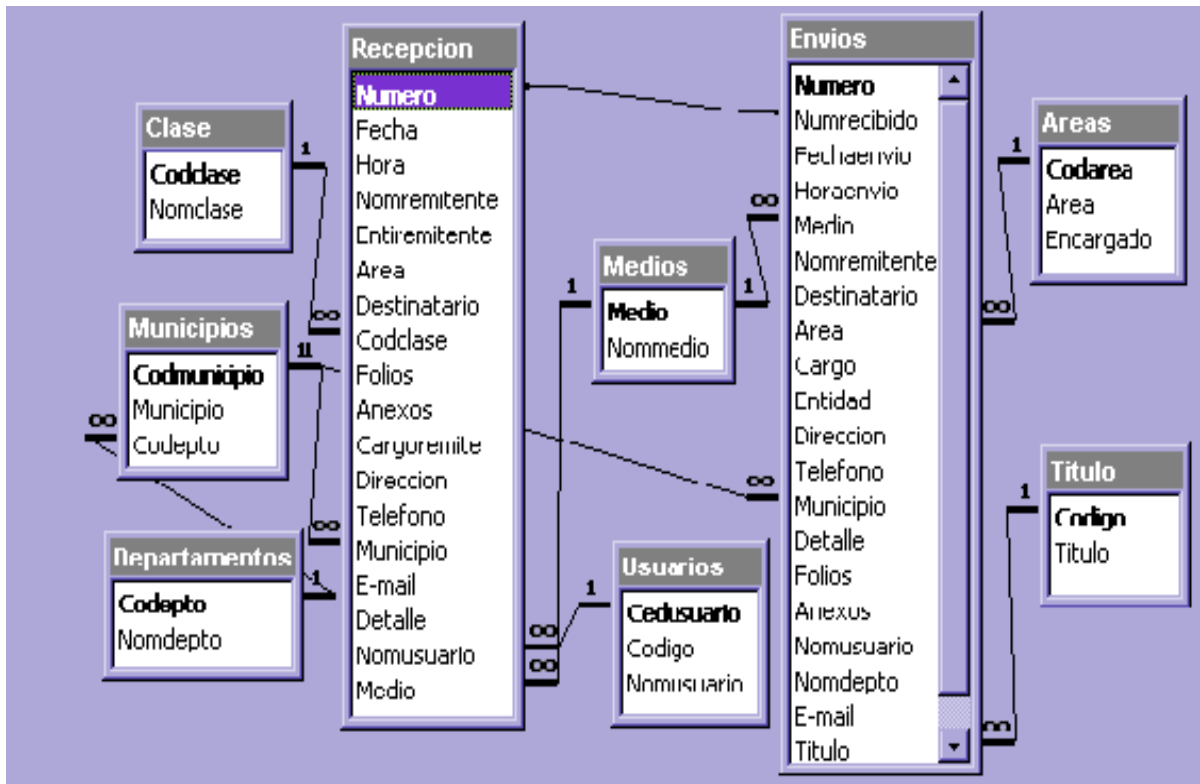 Recepcion
Numero
Fecha
Hora
Nomremitente
Entiremitente
Area
Destinatario
Codclase
Folios
Anexos
Cargoremite
Direccion
Telefono
Municipio
E-mail
Detalle
Nomusuario
Medio
Envios
Numero
Numrecibido
Fechaenvio
Horaenvio
Medio
Nomremitente
Destinatario
Area
Cargo
Entidad
Direccion
Telefono
Municipio
Detalle
Folios
Anexos
Nomusuario
Nomdepto
E-mail
Titulo
Clase
Codclase
Nomclase
Municipios
Codmunicipio
Municipio
Codepto
Departamentos
Codepto
Nomdepto
Medios
Medio
Nommedio
Usuarios
Cedusuario
Codigo
Nomusuario
Areas
Codarea
Area
Encargado
Titulo
Codigo
Titulo
1
∞
11
∞
∞
1
1
1
∞
∞
1
∞
∞
1
∞
1
∞